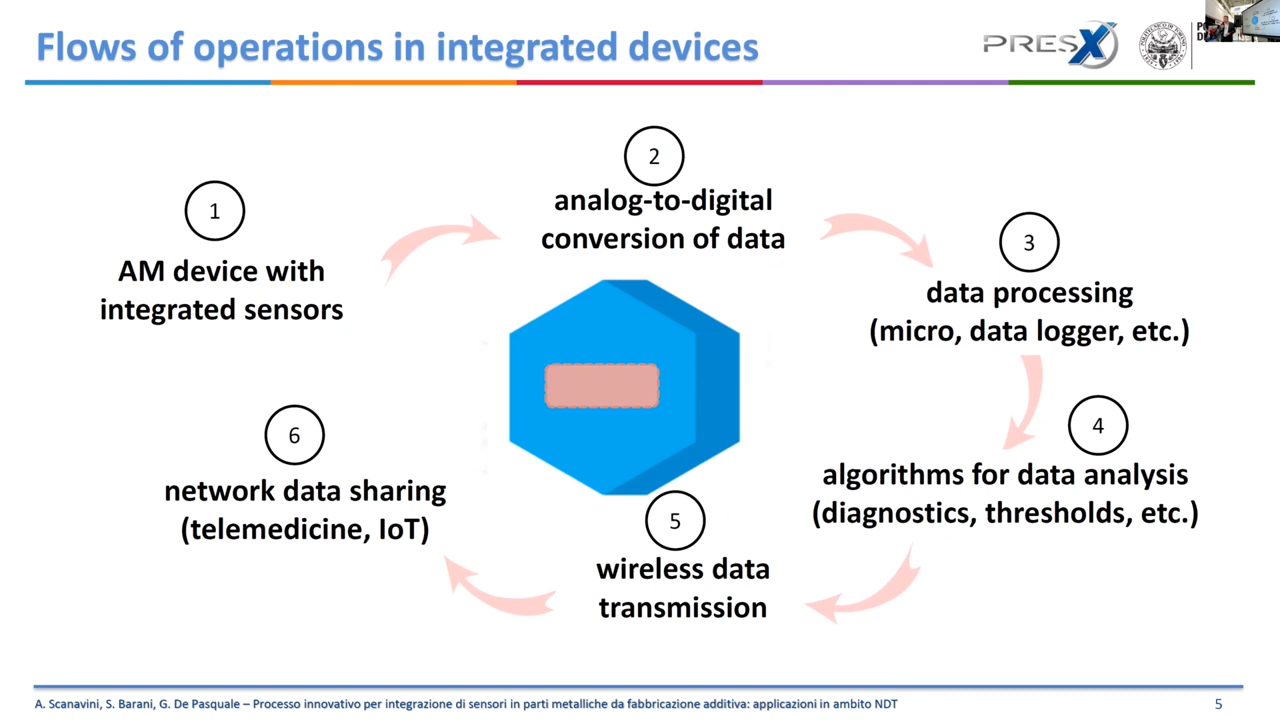 Flows of operations in integrated devices
PRESX
1
AM device with
integrated sensors
2
analog-to-digital
conversion of data
3
data processing
(micro, data logger, etc.)
4
algorithms for data analysis
(diagnostics, thresholds, etc.)
5
wireless data
transmission
6
network data sharing
(telemedicine, IoT)
A. Scanavini, S. Barani, G. De Pasquale – Processo innovativo per integrazione di sensori in parti metalliche da fabbricazione additiva: applicazioni in ambito NDT
5